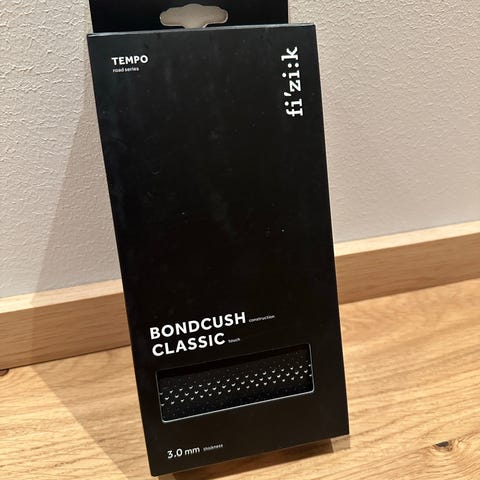 TEMPO
road series
fi'zi:k
BONDCUSH construction
CLASSIC touch
3.0 mm thickness